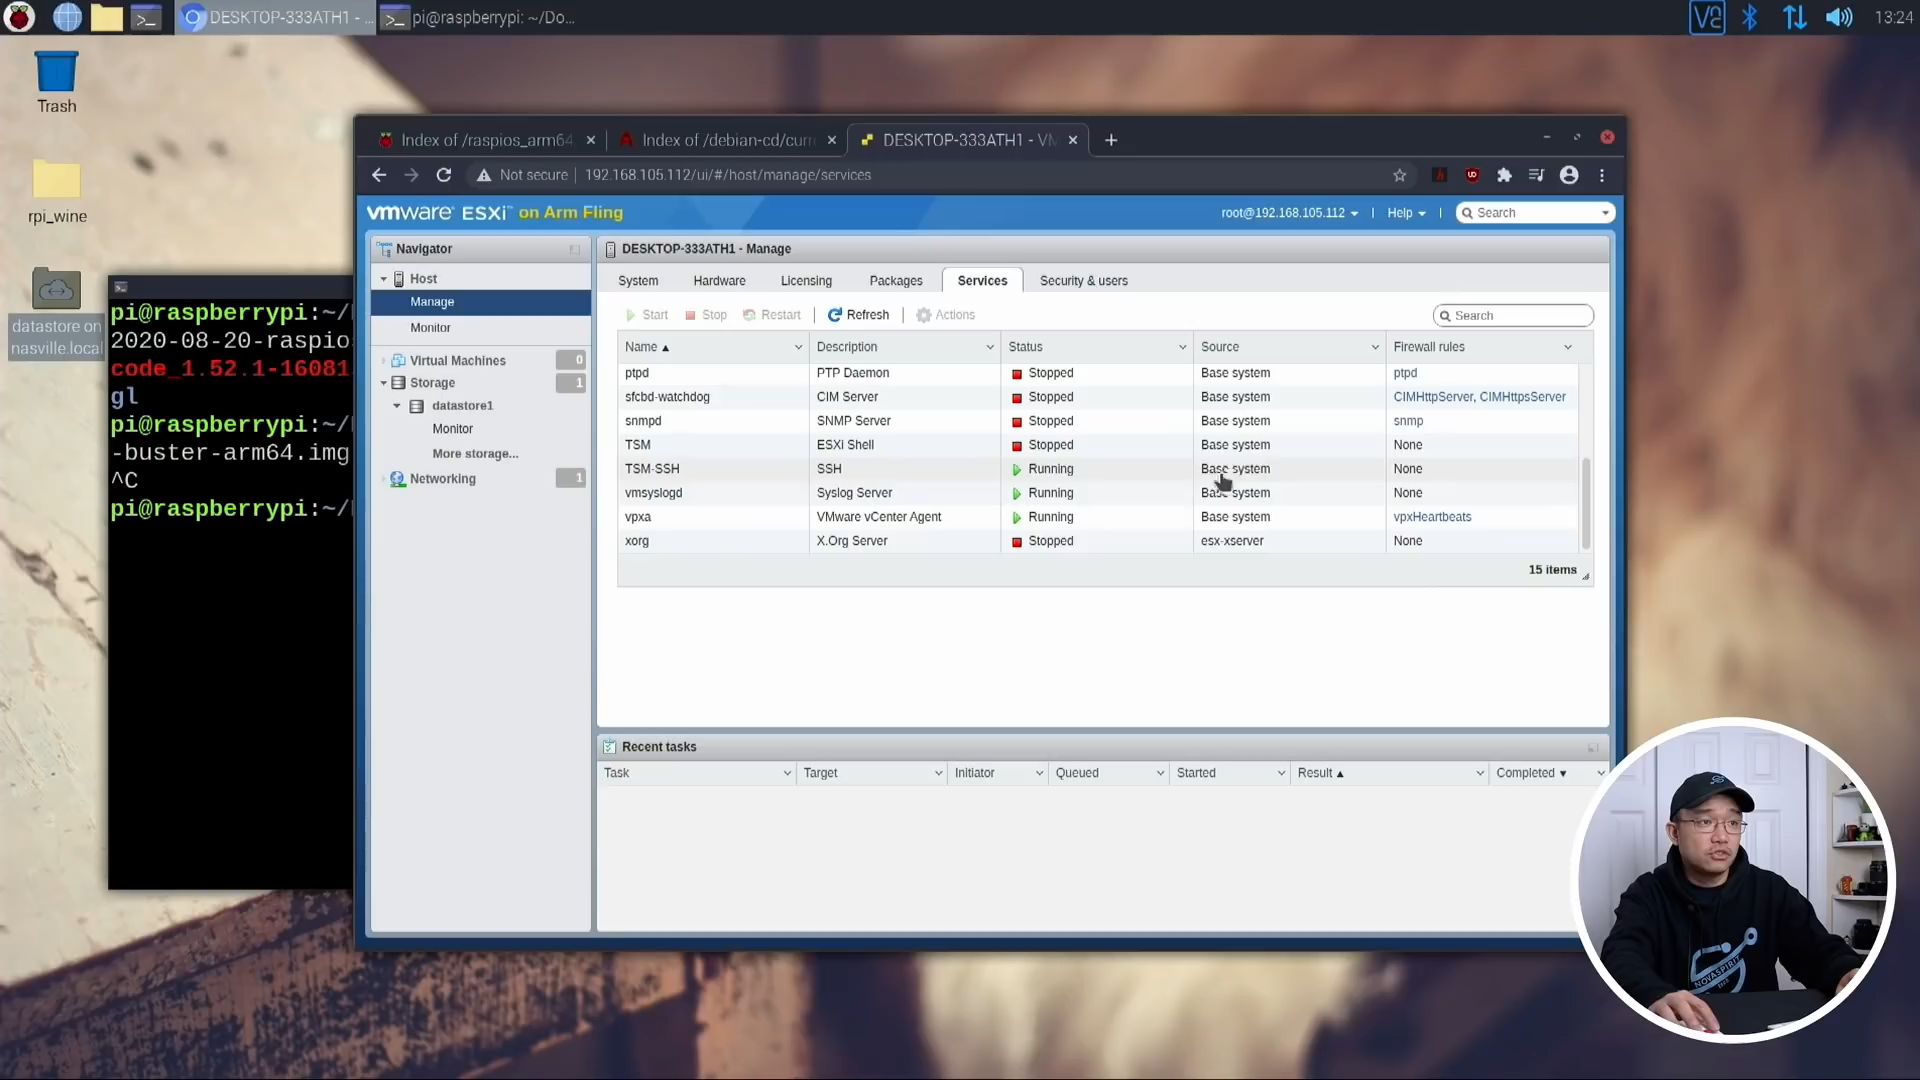 DESKTOP-333ATH1 - ...
pi@raspberrypi: ~/Do...
13:24
Trash
rpi_wine
datastore on
nasville.local
pi@raspberrypi:~/
2020-08-20-raspio
code_1.52.1-16081
gl
pi@raspberrypi:~/
-buster-arm64.img
^C
pi@raspberrypi:~/
Index of /raspios_arm64
Index of /debian-cd/curr
DESKTOP-333ATH1 - VM
Not secure
192.168.105.112/ui/#/host/manage/services
vmware ESXi™ on Arm Fling
root@192.168.105.112
Help
Search
Navigator
Host
Manage
Monitor
Virtual Machines 0
Storage 1
datastore1
Monitor
More storage...
Networking 1
DESKTOP-333ATH1 - Manage
System Hardware Licensing Packages Services Security & users
Start Stop Restart Refresh Actions
Search
Name Description Status Source Firewall rules
ptpd PTP Daemon Stopped Base system ptpd
sfcbd-watchdog CIM Server Stopped Base system CIMHttpServer, CIMHttpsServer
snmpd SNMP Server Stopped Base system snmp
TSM ESXi Shell Stopped Base system None
TSM-SSH SSH Running Base system None
vmsyslogd Syslog Server Running Base system None
vpxa VMware vCenter Agent Running Base system vpxHeartbeats
xorg X.Org Server Stopped esx-xserver None
15 items
Recent tasks
Task Target Initiator Queued Started Result Completed
NOVASPIRIT